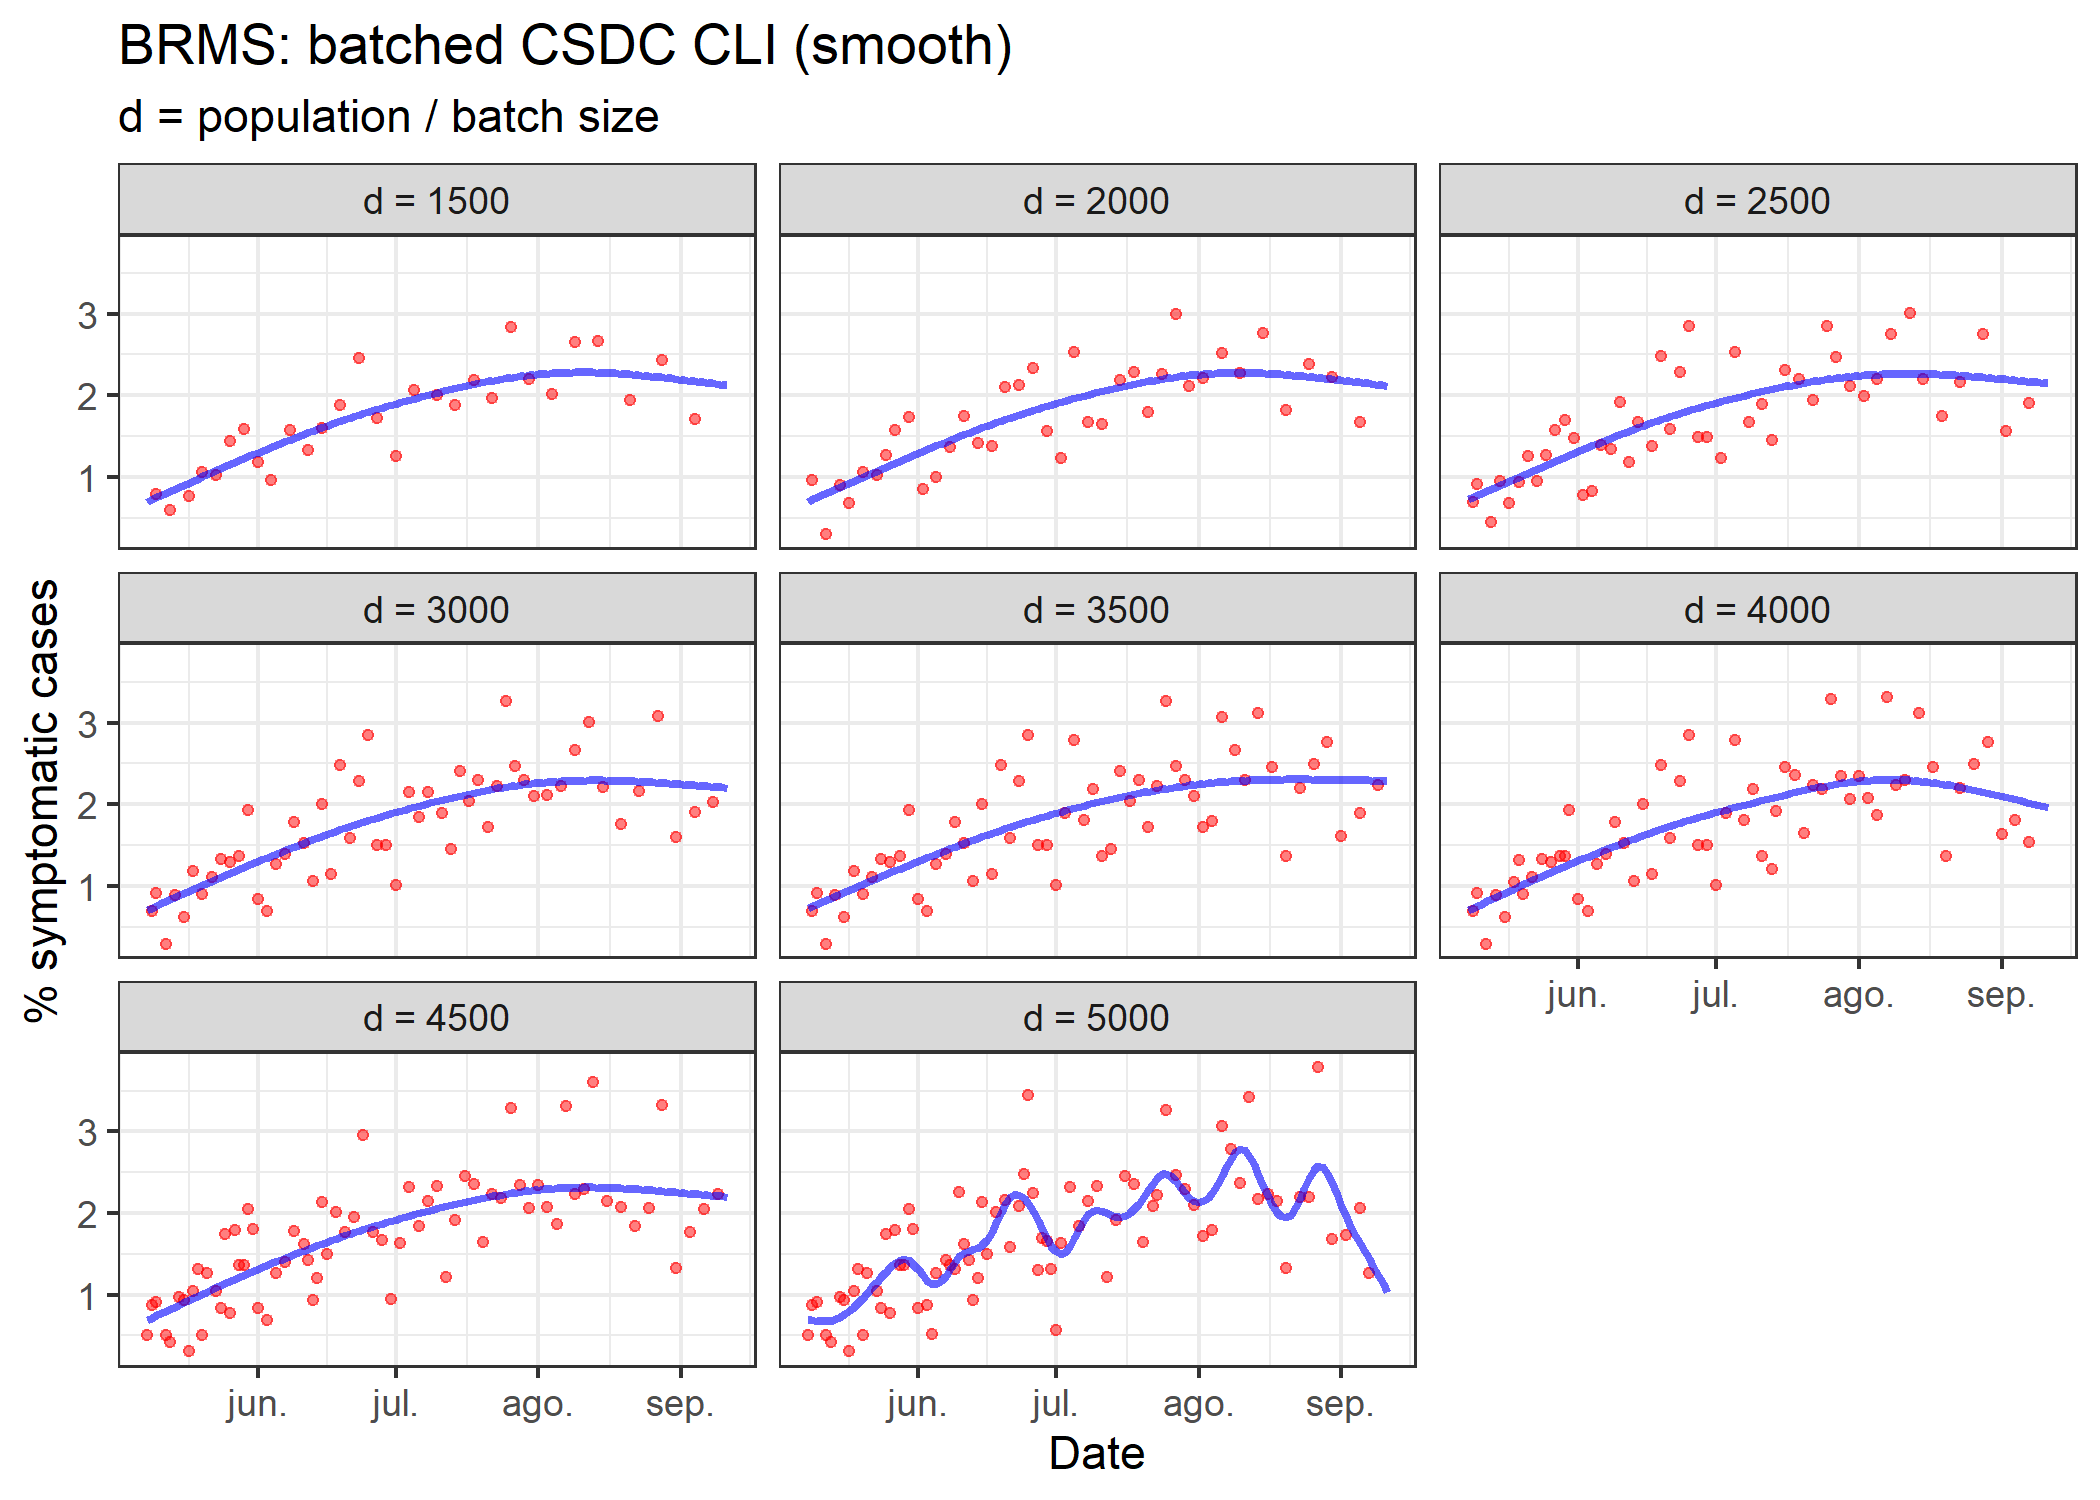 BRMS: batched CSDC CLI (smooth)
d = population / batch size
d = 1500
d = 2000
d = 2500
3
2
1
d = 3000
d = 3500
d = 4000
3
2
1
jun.
jul.
ago.
sep.
d = 4500
d = 5000
3
2
1
jun.
jul.
ago.
sep.
jun.
jul.
ago.
sep.
% symptomatic cases
Date